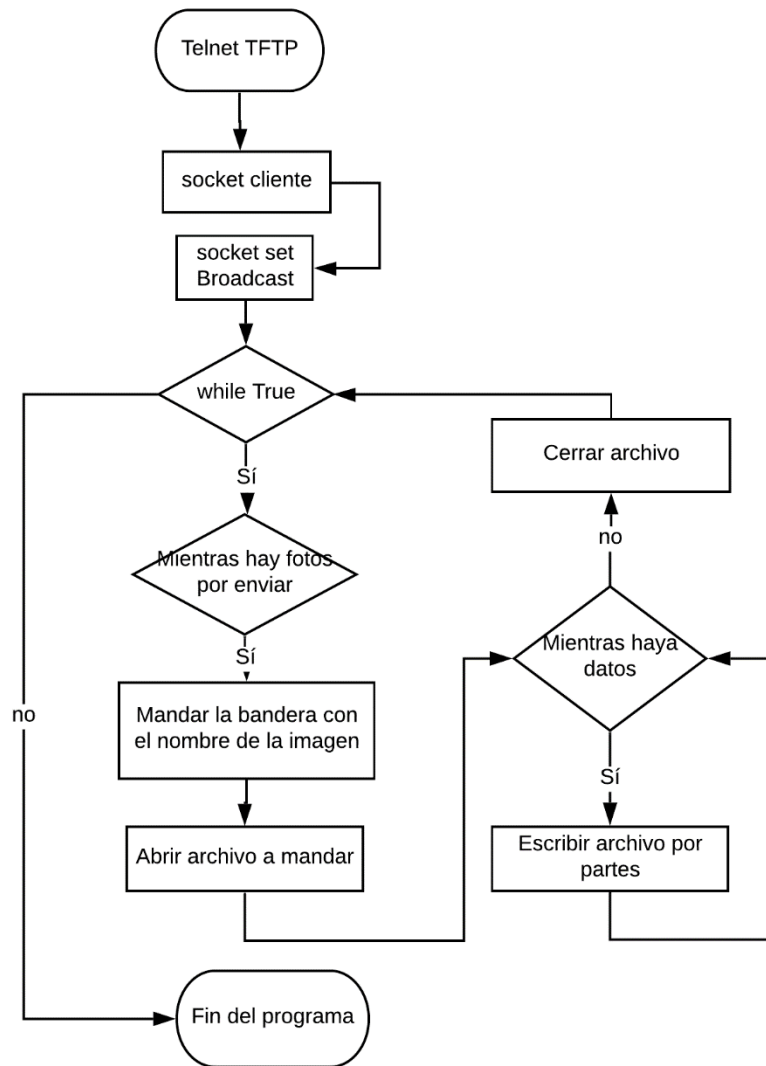 Telnet TFTP
socket cliente
socket set
Broadcast
while True
Sí
Mientras hay fotos
por enviar
Sí
Mandar la bandera con
el nombre de la imagen
Abrir archivo a mandar
Cerrar archivo
no
Mientras haya
datos
Sí
Escribir archivo por
partes
no
Fin del programa